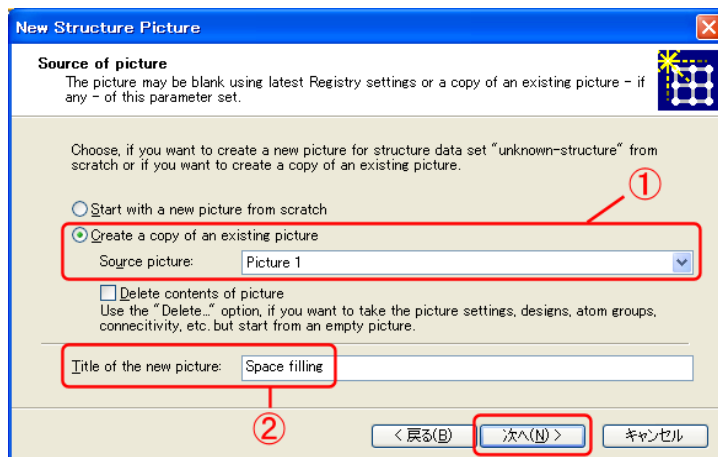 New Structure Picture
Source of picture
The picture may be blank using latest Registry settings or a copy of an existing picture - if
any - of this parameter set.
Choose, if you want to create a new picture for structure data set "unknown-structure" from
scratch or if you want to create a copy of an existing picture.
①
Start with a new picture from scratch
Create a copy of an existing picture
Source picture: Picture 1
Delete contents of picture
Use the "Delete..." option, if you want to take the picture settings, designs, atom groups,
connecitivity, etc. but start from an empty picture.
Title of the new picture: Space filling
②
< 戻る(B) 次へ(N) > キャンセル